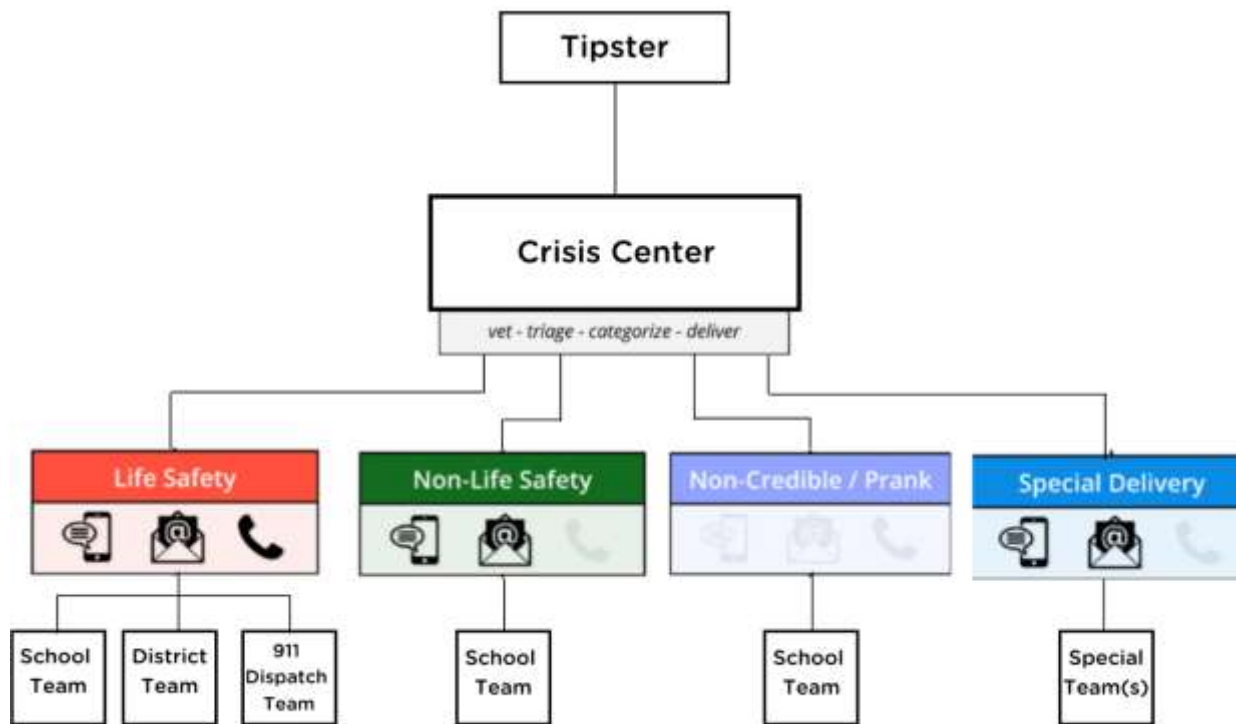 Tipster
Crisis Center
vet - triage - categorize - deliver
Life Safety
Non-Life Safety
Non-Credible / Prank
Special Delivery
School
Team
District
Team
911
Dispatch
Team
School
Team
School
Team
Special
Team(s)